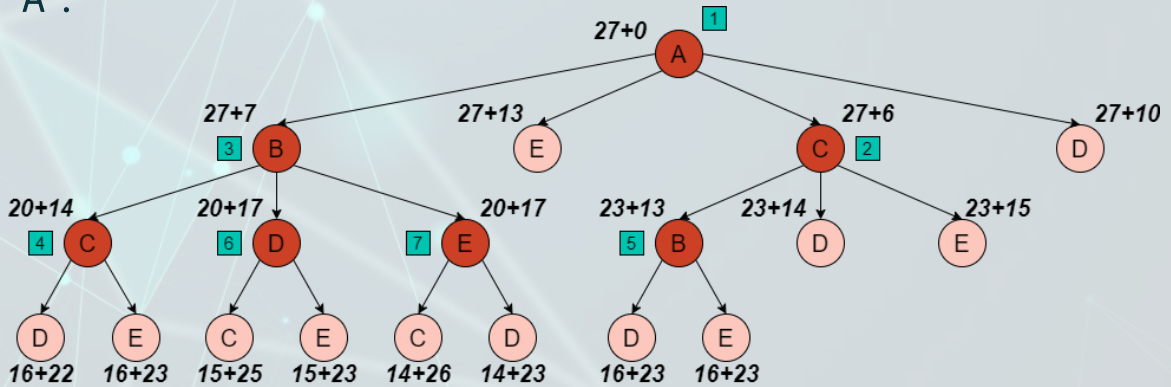 A .
1
27+0 A
27+7 27+13 27+6 27+10
3 B E C 2 D
20+14 20+17 20+17 23+13 23+14 23+15
4 C 6 D 7 E 5 B D E
D E C E C D D E
16+22 16+23 15+25 15+23 14+26 14+23 16+23 16+23